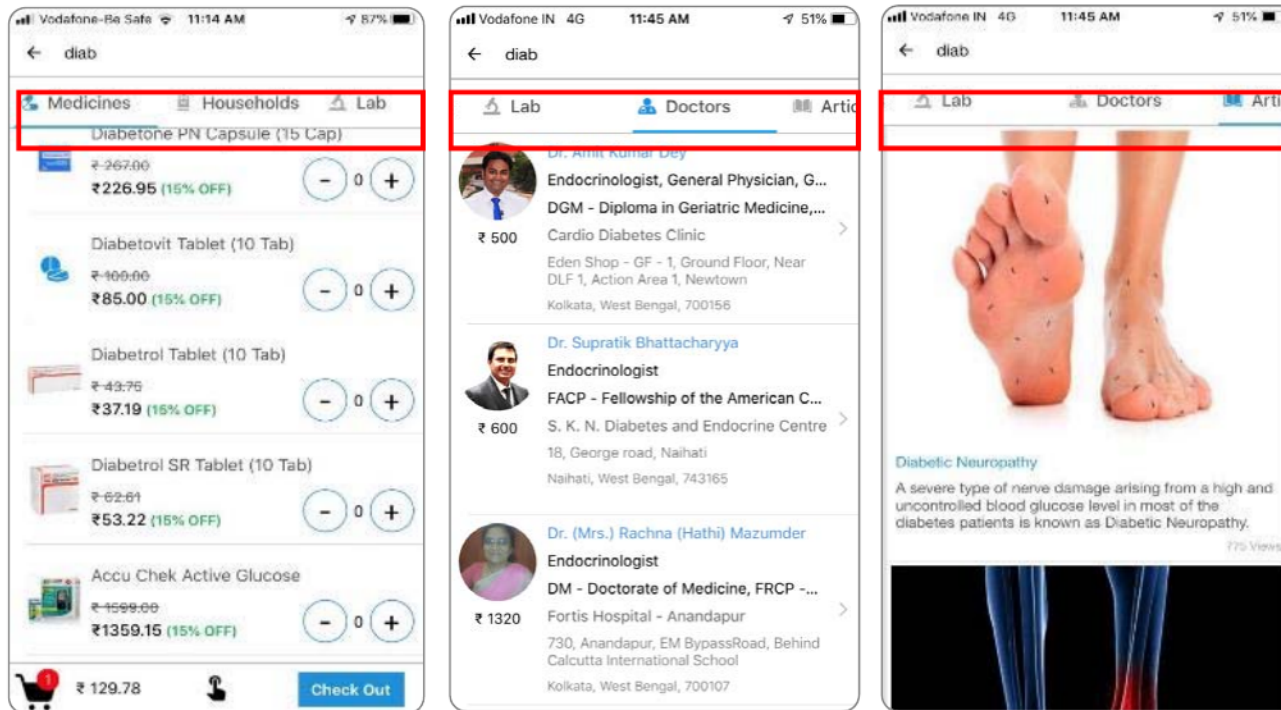 Vodafone-Be Safe 11:14 AM 87%
diab
Medicines Households Lab
Diabetone PN Capsule (15 Cap)
₹ 267.00
₹226.95 (15% OFF)
- 0 +
Diabetovit Tablet (10 Tab)
₹ 100.00
₹85.00 (15% OFF)
- 0 +
Diabetrol Tablet (10 Tab)
₹ 43.75
₹37.19 (15% OFF)
- 0 +
Diabetrol SR Tablet (10 Tab)
₹ 62.61
₹53.22 (15% OFF)
- 0 +
Accu Chek Active Glucose
₹ 1599.00
₹1359.15 (15% OFF)
- 0 +
1
₹ 129.78
Check Out
Vodafone IN 4G 11:45 AM 51%
diab
Lab Doctors Artic
Dr. Amit Kumar Dey
Endocrinologist, General Physician, G...
DGM - Diploma in Geriatric Medicine,...
₹ 500 Cardio Diabetes Clinic
Eden Shop - GF - 1, Ground Floor, Near
DLF 1, Action Area 1, Newtown
Kolkata, West Bengal, 700156
Dr. Supratik Bhattacharyya
Endocrinologist
FACP - Fellowship of the American C...
₹ 600 S. K. N. Diabetes and Endocrine Centre
18, George road, Naihati
Naihati, West Bengal, 743165
Dr. (Mrs.) Rachna (Hathi) Mazumder
Endocrinologist
DM - Doctorate of Medicine, FRCP -...
₹ 1320 Fortis Hospital - Anandapur
730, Anandapur, EM BypassRoad, Behind
Calcutta International School
Kolkata, West Bengal, 700107
Vodafone IN 4G 11:45 AM 51%
diab
Lab Doctors Arti
Diabetic Neuropathy
A severe type of nerve damage arising from a high and
uncontrolled blood glucose level in most of the
diabetes patients is known as Diabetic Neuropathy.
775 Views